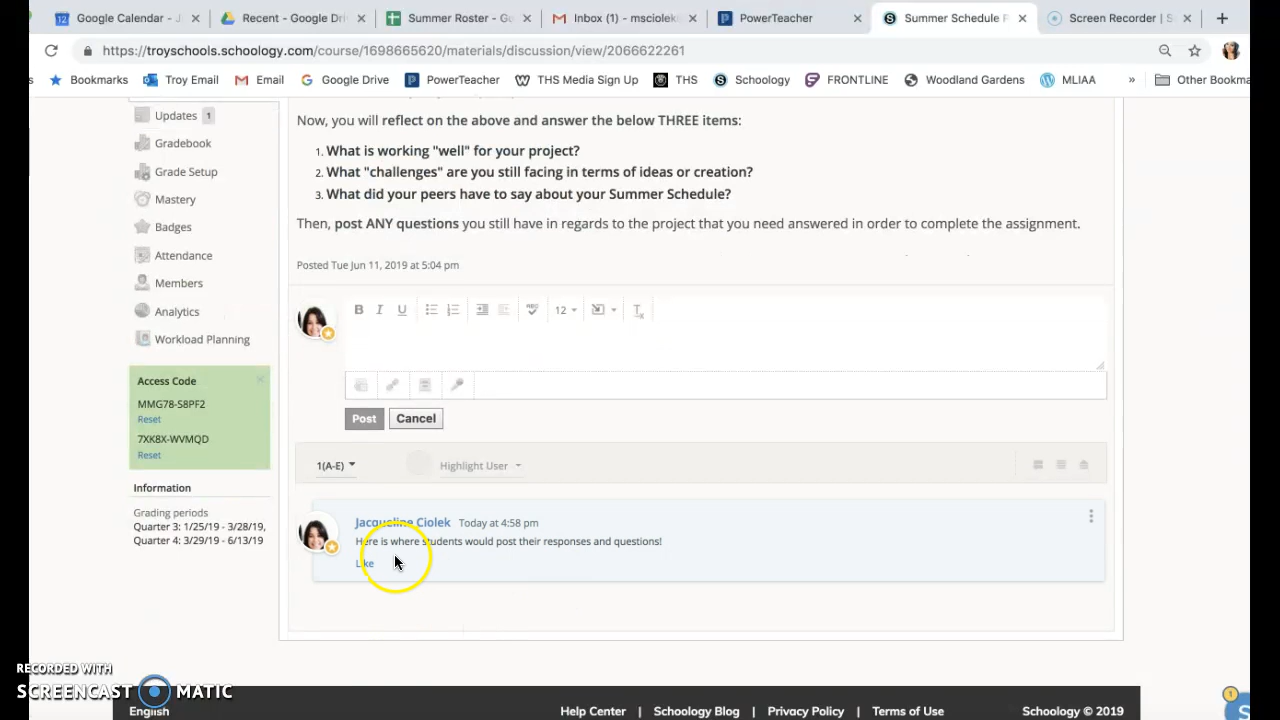 Google Calendar - J
Recent - Google Dri
Summer Roster - Go
Inbox (1) - msciolek
PowerTeacher
Summer Schedule P
Screen Recorder | S
https://troyschools.schoology.com/course/1698665620/materials/discussion/view/2066622261
Bookmarks Troy Email Email Google Drive PowerTeacher THS Media Sign Up THS Schoology FRONTLINE Woodland Gardens MLIAA » Other Bookma
Updates 1
Gradebook
Grade Setup
Mastery
Badges
Attendance
Members
Analytics
Workload Planning
Access Code
MMG78-S8PF2
Reset
7XK8X-WVMQD
Reset
Information
Grading periods
Quarter 3: 1/25/19 - 3/28/19,
Quarter 4: 3/29/19 - 6/13/19
Now, you will reflect on the above and answer the below THREE items:
1. What is working "well" for your project?
2. What "challenges" are you still facing in terms of ideas or creation?
3. What did your peers have to say about your Summer Schedule?
Then, post ANY questions you still have in regards to the project that you need answered in order to complete the assignment.
Posted Tue Jun 11, 2019 at 5:04 pm
B I U ABC 12 Tx
Post Cancel
1(A-E) Highlight User
Jacqueline Ciolek Today at 4:58 pm
Here is where students would post their responses and questions!
Like
RECORDED WITH
SCREENCAST MATIC
English
Help Center | Schoology Blog | Privacy Policy | Terms of Use
Schoology © 2019
1
S